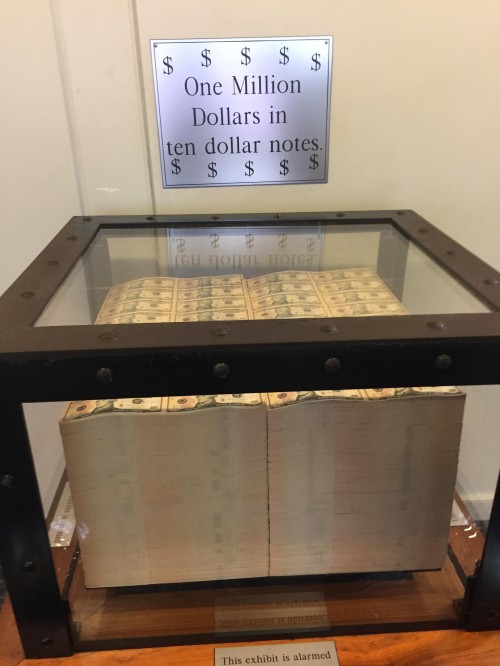 $ $ $ $ $
One Million
Dollars in
ten dollar notes.
$ $ $ $ $
This exhibit is alarmed